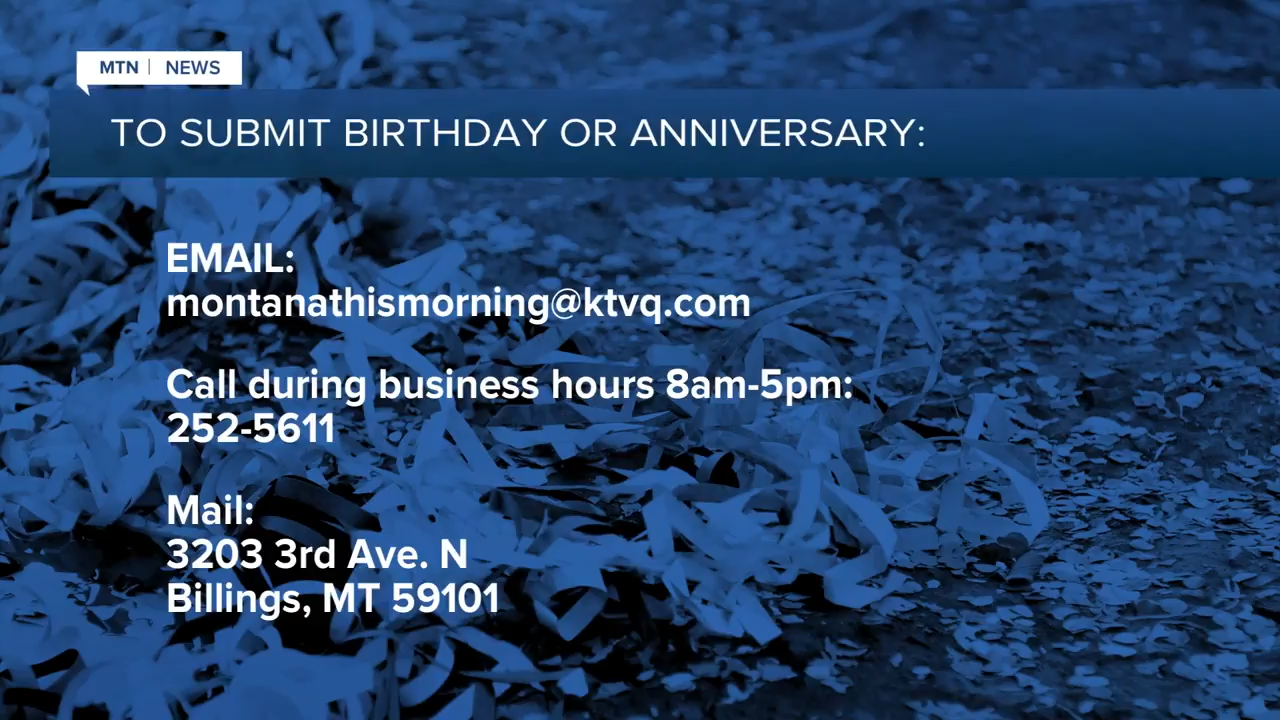 MTN | NEWS
TO SUBMIT BIRTHDAY OR ANNIVERSARY:
EMAIL:
montanathismorning@ktvq.com
Call during business hours 8am-5pm:
252-5611
Mail:
3203 3rd Ave. N
Billings, MT 59101